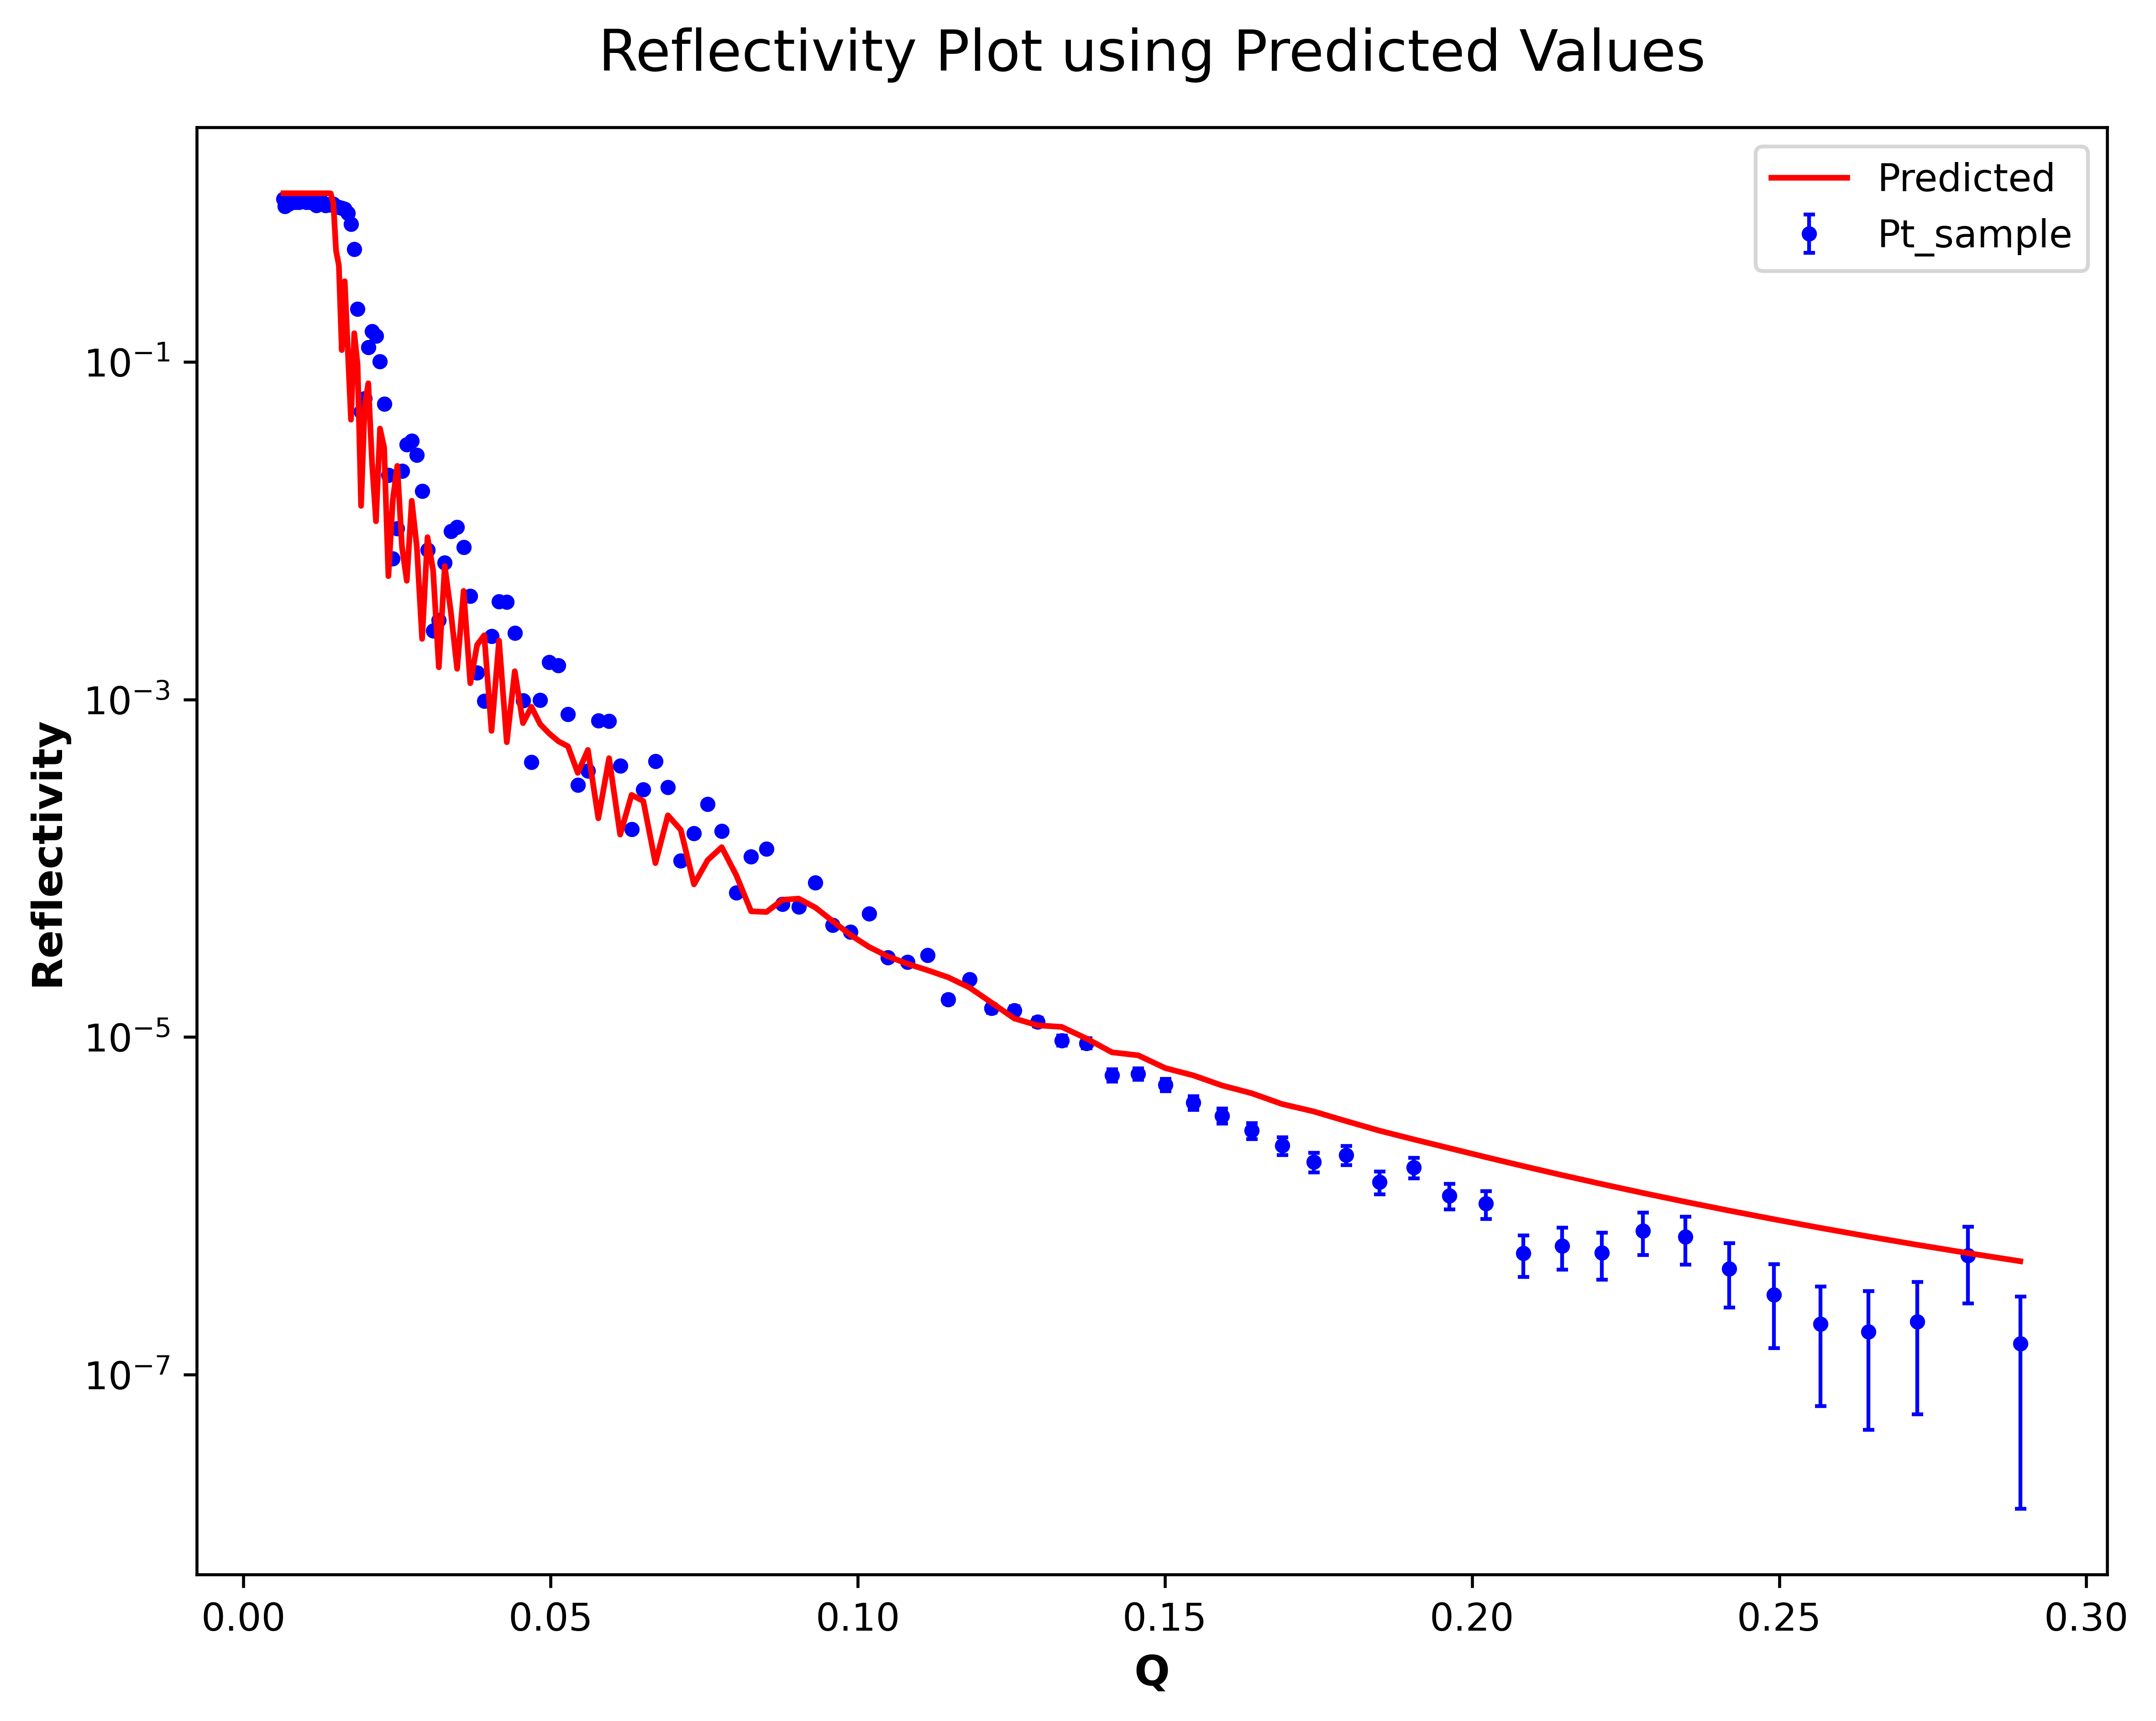 Reflectivity Plot using Predicted Values
Predicted
Pt_sample
10⁻¹
10⁻³
10⁻⁵
10⁻⁷
Reflectivity
0.00 0.05 0.10 0.15 0.20 0.25 0.30
Q